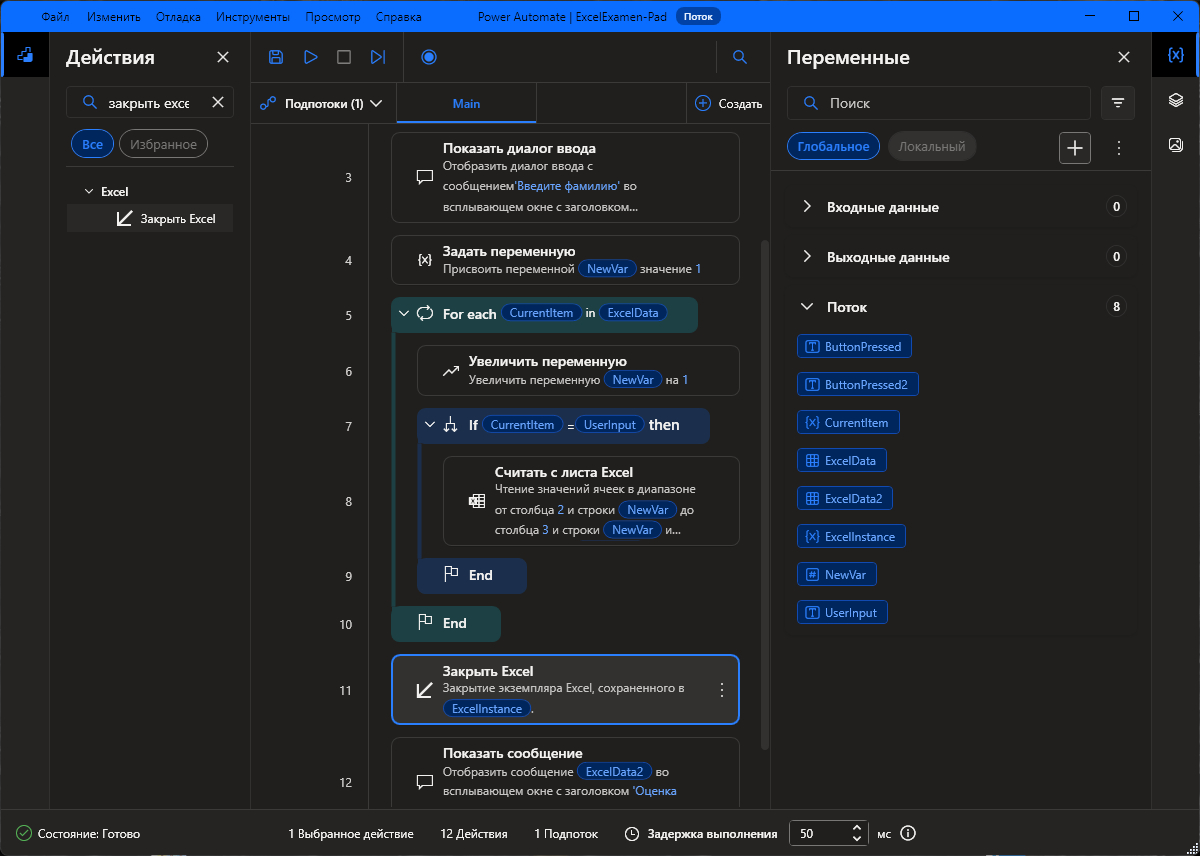 Файл Изменить Отладка Инструменты Просмотр Справка Power Automate | ExcelExamen-Pad Поток
Действия
закрыть exce
Все Избранное
Excel
Закрыть Excel
Подпотоки (1) Main Создать
3
Показать диалог ввода
Отобразить диалог ввода с
сообщением'Введите фамилию' во
всплывающем окне с заголовком...
4
Задать переменную
Присвоить переменной NewVar значение 1
5
For each CurrentItem in ExcelData
6
Увеличить переменную
Увеличить переменную NewVar на 1
7
If CurrentItem = UserInput then
8
Считать с листа Excel
Чтение значений ячеек в диапазоне
от столбца 2 и строки NewVar до
столбца 3 и строки NewVar и...
9
End
10
End
11
Закрыть Excel
Закрытие экземпляра Excel, сохраненного в
ExcelInstance .
12
Показать сообщение
Отобразить сообщение ExcelData2 во
всплывающем окне с заголовком 'Оценка
Переменные
Поиск
Глобальное Локальный
Входные данные 0
Выходные данные 0
Поток 8
ButtonPressed
ButtonPressed2
CurrentItem
ExcelData
ExcelData2
ExcelInstance
NewVar
UserInput
Состояние: Готово 1 Выбранное действие 12 Действия 1 Подпоток Задержка выполнения 50 мс